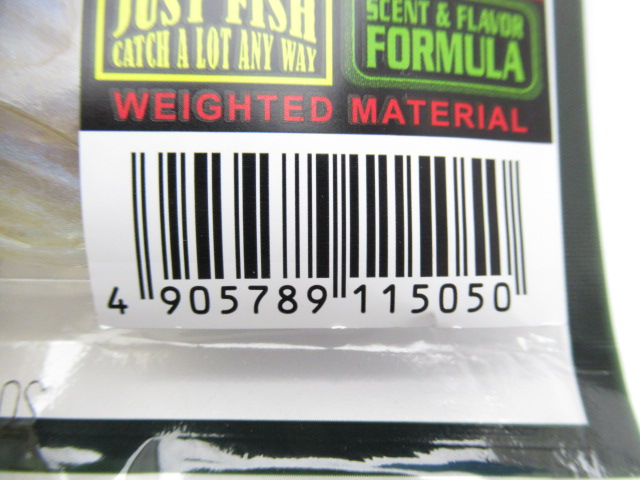 JUST FISH
CATCH A LOT ANY WAY
SCENT & FLAVOR
FORMULA
WEIGHTED MATERIAL
4 905789 115050